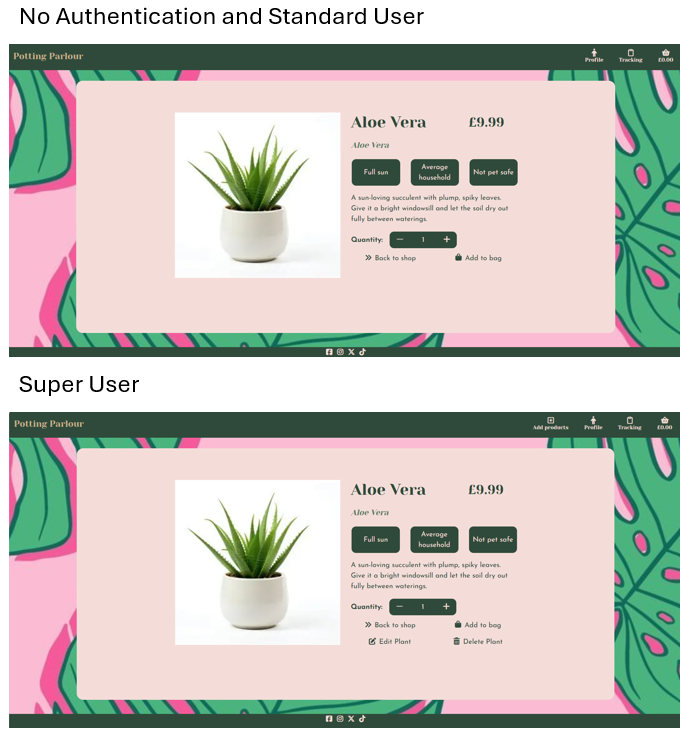 No Authentication and Standard User
Potting Parlour
Profile
Tracking
£0.00
Aloe Vera £9.99
Aloe Vera
Full sun
Average household
Not pet safe
A sun-loving succulent with plump, spiky leaves.
Give it a bright windowsill and let the soil dry out
fully between waterings.
Quantity: − 1 +
Back to shop
Add to bag
Super User
Potting Parlour
Add products
Profile
Tracking
£0.00
Aloe Vera £9.99
Aloe Vera
Full sun
Average household
Not pet safe
A sun-loving succulent with plump, spiky leaves.
Give it a bright windowsill and let the soil dry out
fully between waterings.
Quantity: − 1 +
Back to shop
Add to bag
Edit Plant
Delete Plant